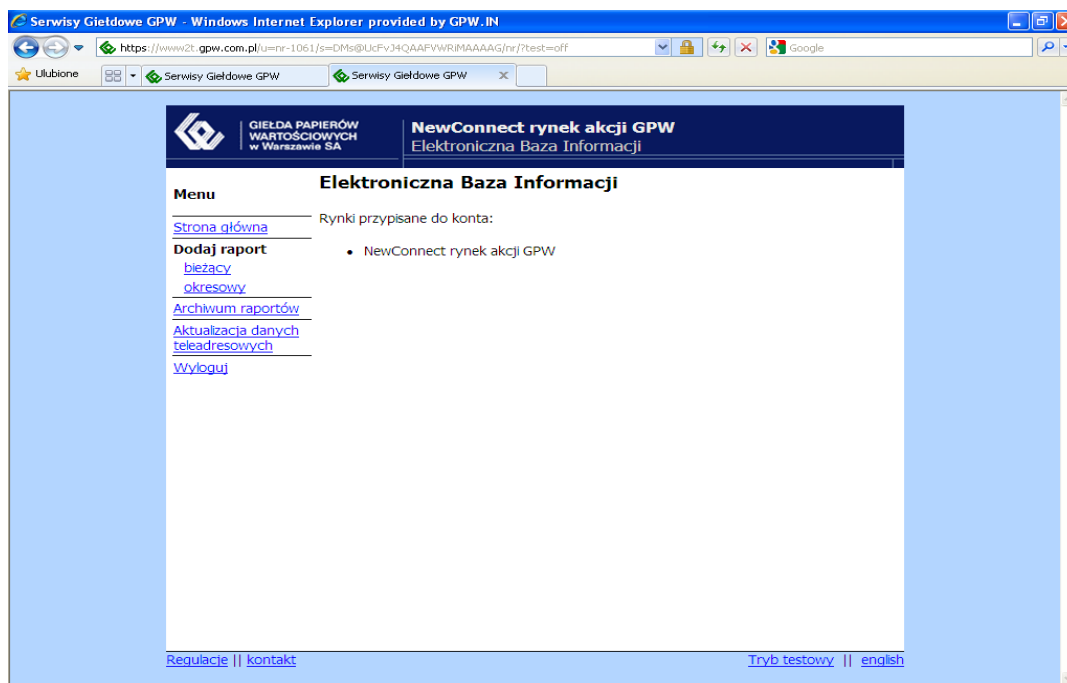 Serwisy Giełdowe GPW - Windows Internet Explorer provided by GPW.IN
https://www2t.gpw.com.pl/u=nr-1061/s=DMs@UcFvJ4QAAFVWRiMAAAAG/nr/?test=off
Google
Ulubione
Serwisy Giełdowe GPW
Serwisy Giełdowe GPW
GIEŁDA PAPIERÓW
WARTOŚCIOWYCH
w Warszawie SA
NewConnect rynek akcji GPW
Elektroniczna Baza Informacji
Menu
Strona główna
Dodaj raport
bieżący
okresowy
Archiwum raportów
Aktualizacja danych
teleadresowych
Wyloguj
Elektroniczna Baza Informacji
Rynki przypisane do konta:
• NewConnect rynek akcji GPW
Regulacje || kontakt
Tryb testowy || english